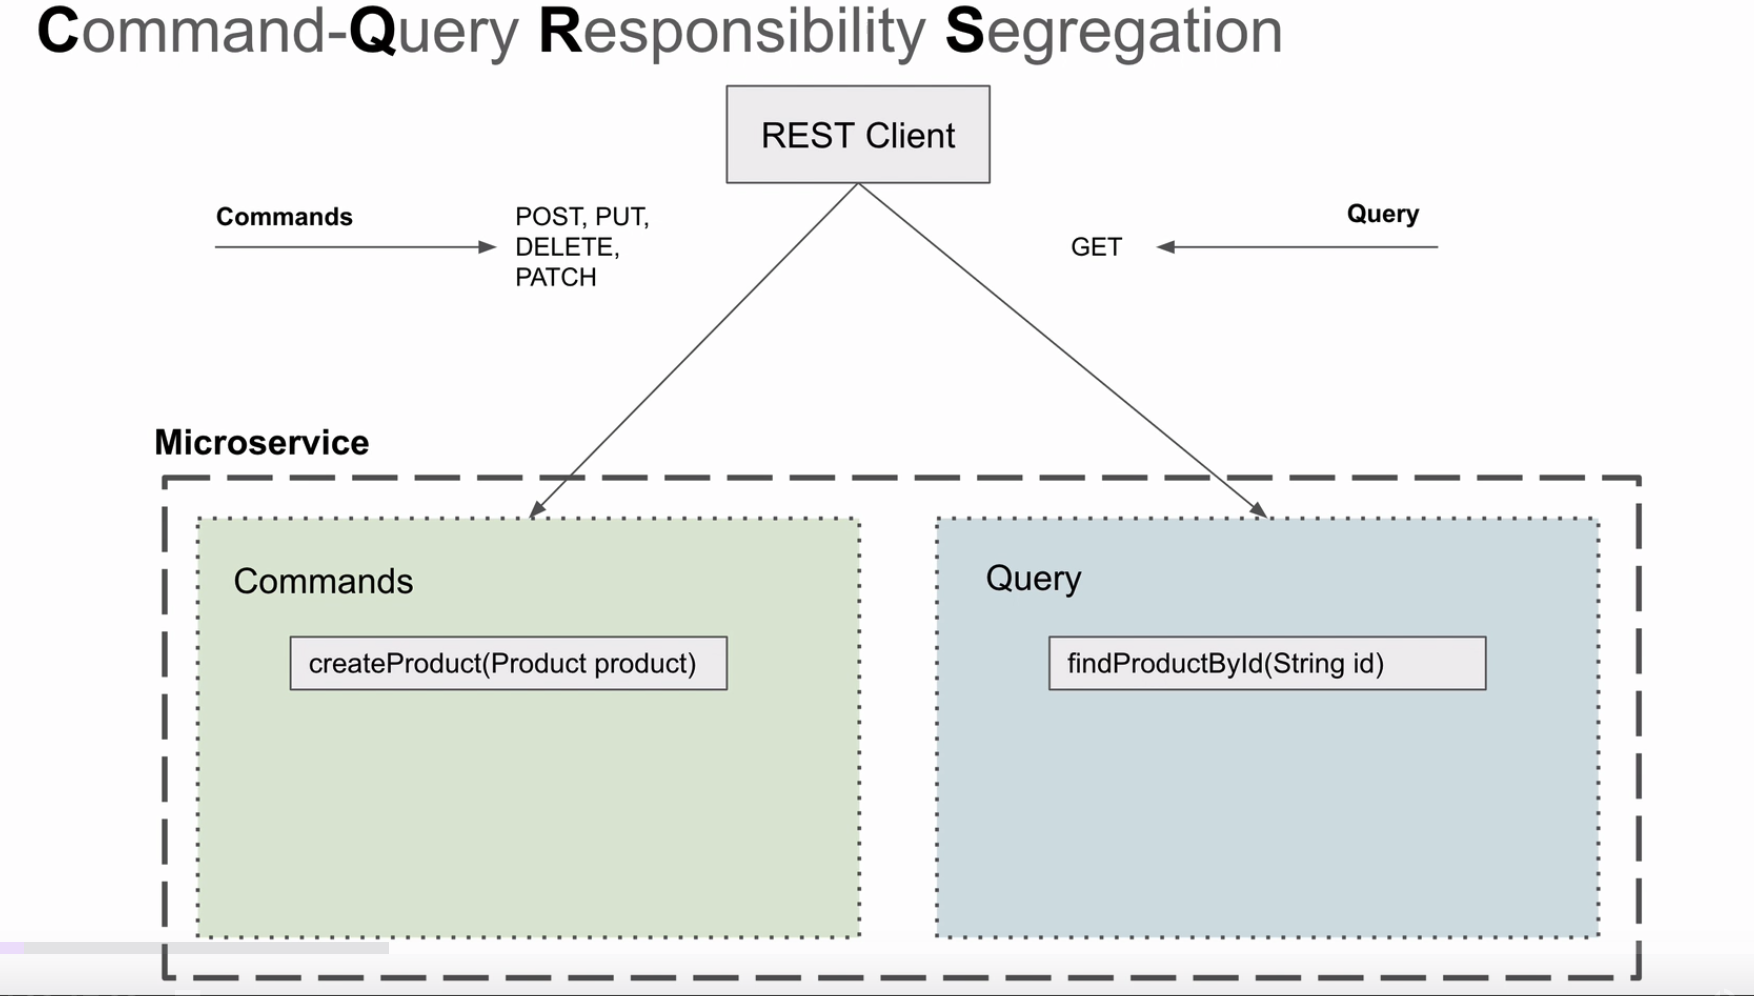 Command-Query Responsibility Segregation
REST Client
Commands
POST, PUT,
DELETE,
PATCH
Query
GET
Microservice
Commands
createProduct(Product product)
Query
findProductById(String id)